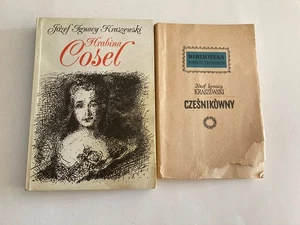 Józef Ignacy Kraszewski
Hrabina
Cosel
BIBLIOTEKA
Józef Ignacy
KRASZEWSKI
CZEŚNIKÓWNY